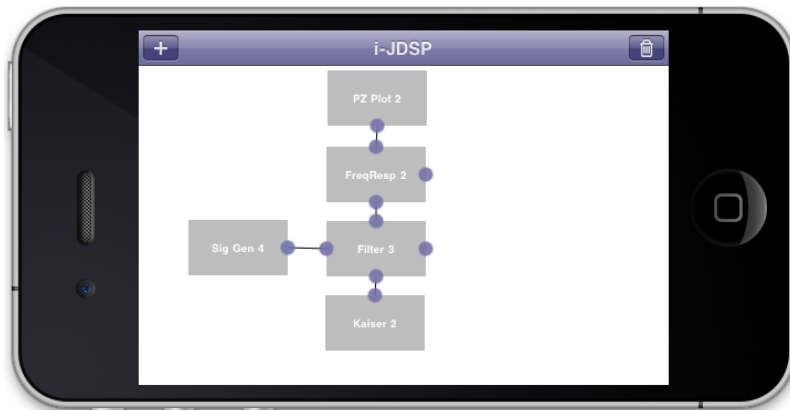 i-JDSP
PZ Plot 2
FreqResp 2
Sig Gen 4
Filter 3
Kaiser 2